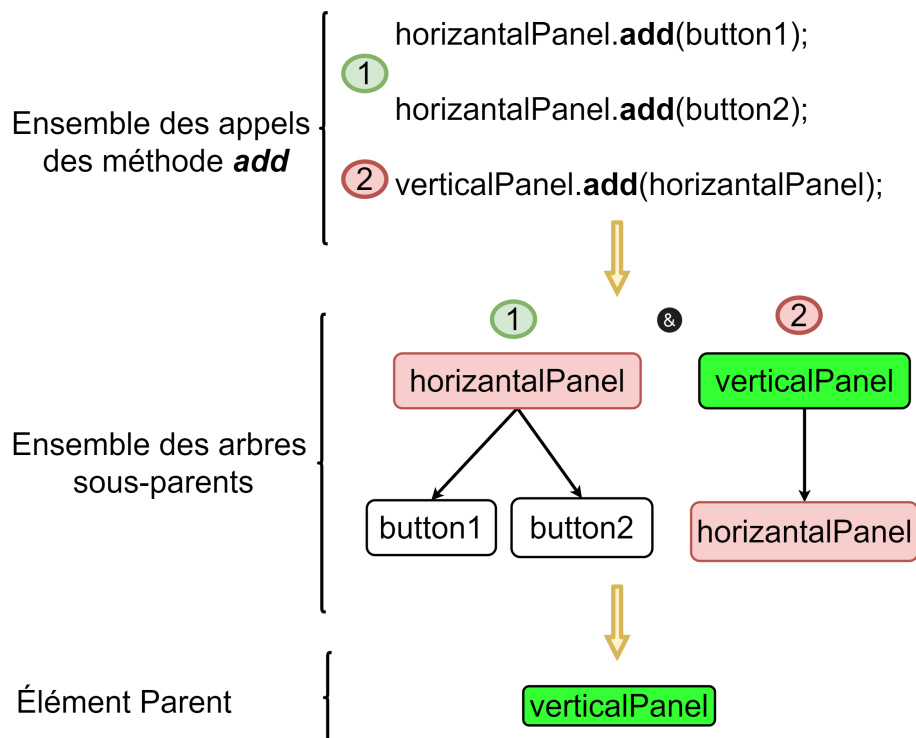 horizantalPanel.add(button1);
1
Ensemble des appels
des méthode add
horizantalPanel.add(button2);
2
verticalPanel.add(horizantalPanel);
1
&
2
horizantalPanel
verticalPanel
Ensemble des arbres
sous-parents
button1
button2
horizantalPanel
Élément Parent
verticalPanel